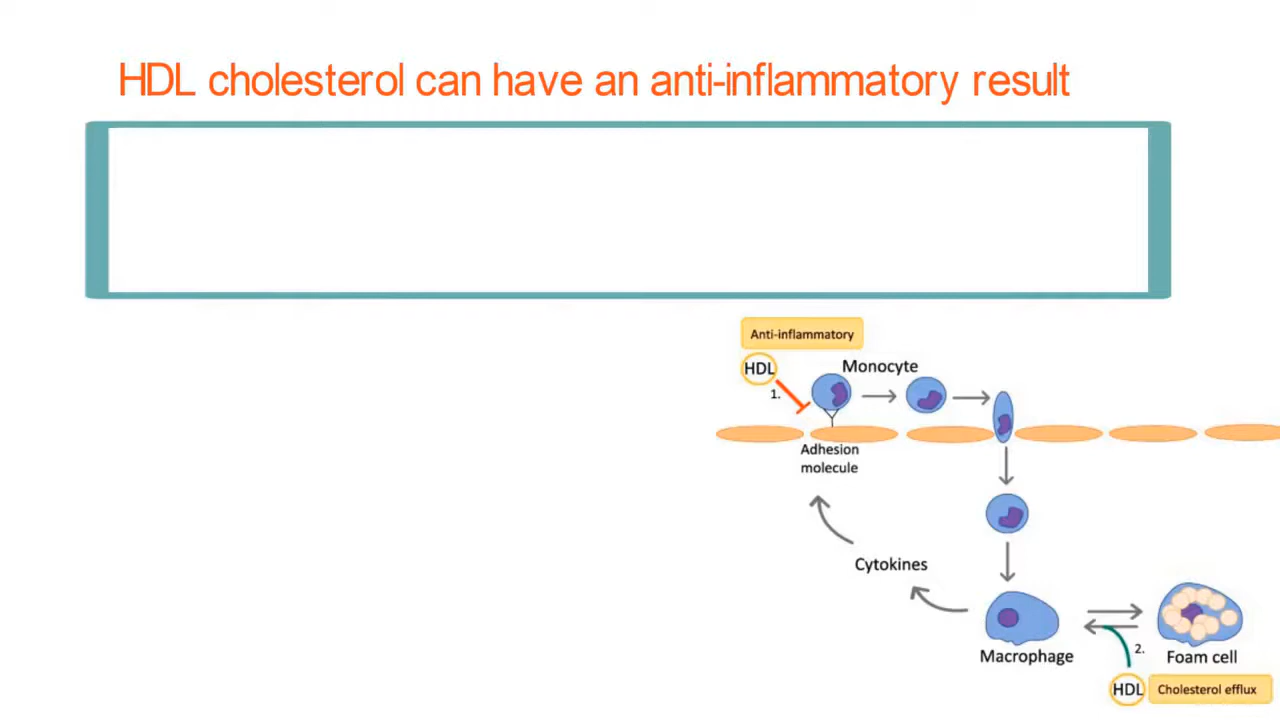 HDL cholesterol can have an anti-inflammatory result
Anti-inflammatory
HDL
Monocyte
1.
Adhesion
molecule
Cytokines
Macrophage
2.
Foam cell
HDL
Cholesterol efflux